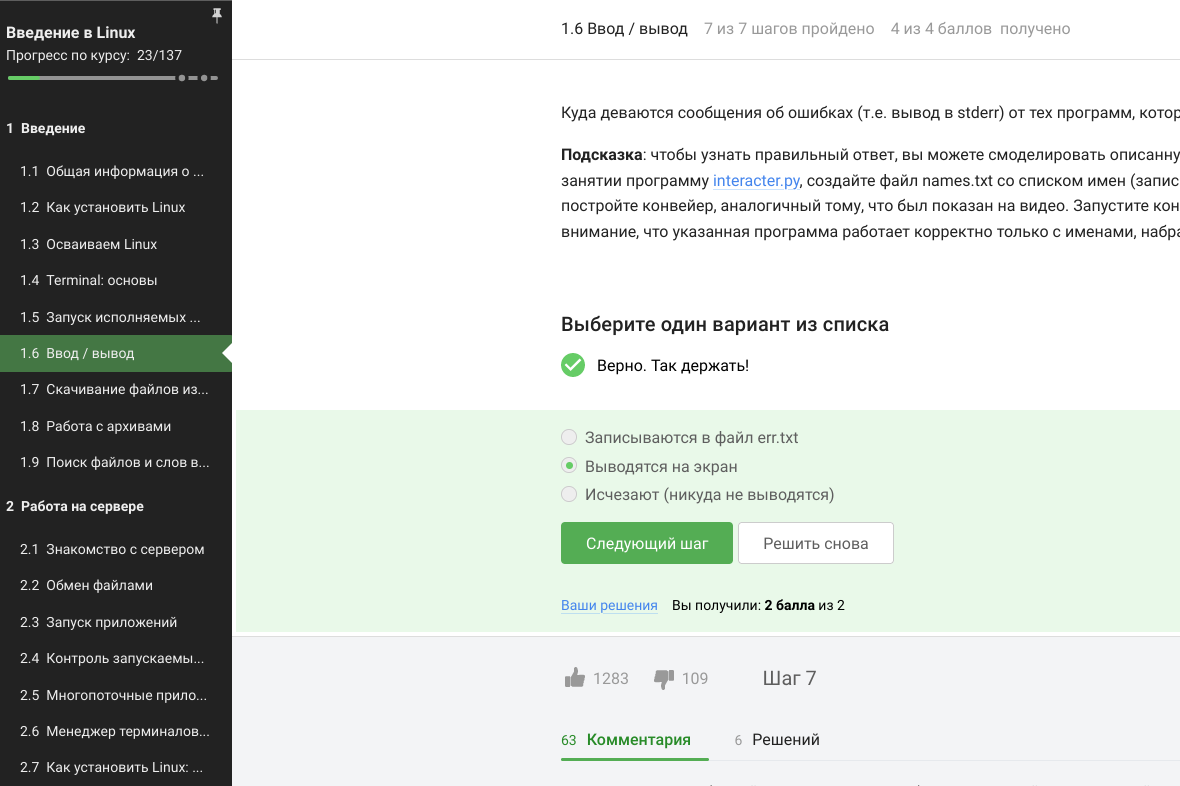 Введение в Linux
Прогресс по курсу: 23/137
1 Введение
1.1 Общая информация о ...
1.2 Как установить Linux
1.3 Осваиваем Linux
1.4 Terminal: основы
1.5 Запуск исполняемых ...
1.6 Ввод / вывод
1.7 Скачивание файлов из...
1.8 Работа с архивами
1.9 Поиск файлов и слов в...
2 Работа на сервере
2.1 Знакомство с сервером
2.2 Обмен файлами
2.3 Запуск приложений
2.4 Контроль запускаемы...
2.5 Многопоточные прило...
2.6 Менеджер терминалов...
2.7 Как установить Linux: ...
1.6 Ввод / вывод 7 из 7 шагов пройдено 4 из 4 баллов получено
Куда деваются сообщения об ошибках (т.е. вывод в stderr) от тех программ, котор
Подсказка: чтобы узнать правильный ответ, вы можете смоделировать описанну
занятии программу interacter.py, создайте файл names.txt со списком имен (запис
постройте конвейер, аналогичный тому, что был показан на видео. Запустите кон
внимание, что указанная программа работает корректно только с именами, набра
Выберите один вариант из списка
Верно. Так держать!
Записываются в файл err.txt
Выводятся на экран
Исчезают (никуда не выводятся)
Следующий шаг Решить снова
Ваши решения Вы получили: 2 балла из 2
1283 109 Шаг 7
63 Комментария 6 Решений